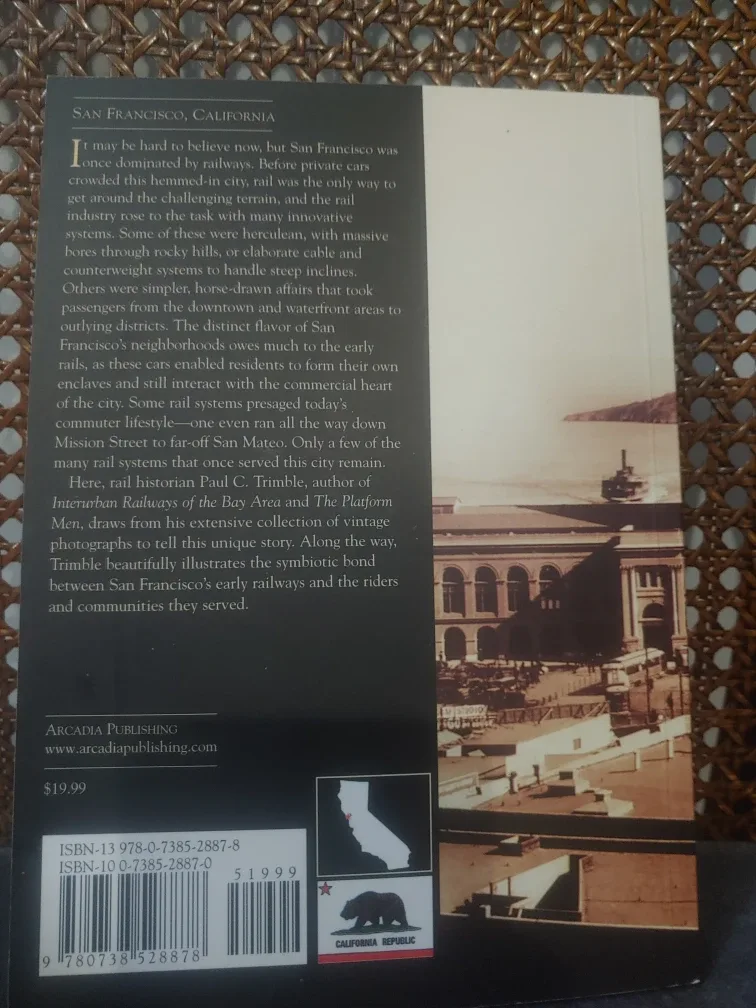 SAN FRANCISCO, CALIFORNIA
It may be hard to believe now, but San Francisco was
once dominated by railways. Before private cars
crowded this hemmed-in city, rail was the only way to
get around the challenging terrain, and the rail
industry rose to the task with many innovative
systems. Some of these were herculean, with massive
bores through rocky hills, or elaborate cable and
counterweight systems to handle steep inclines.
Others were simpler, horse-drawn affairs that took
passengers from the downtown and waterfront areas to
outlying districts. The distinct flavor of San
Francisco's neighborhoods owes much to the early
rails, as these cars enabled residents to form their own
enclaves and still interact with the commercial heart
of the city. Some rail systems presaged today's
commuter lifestyle—one even ran all the way down
Mission Street to far-off San Mateo. Only a few of the
many rail systems that once served this city remain.
Here, rail historian Paul C. Trimble, author of
Interurban Railways of the Bay Area and The Platform
Men, draws from his extensive collection of vintage
photographs to tell this unique story. Along the way,
Trimble beautifully illustrates the symbiotic bond
between San Francisco's early railways and the riders
and communities they served.
ARCADIA PUBLISHING
www.arcadiapublishing.com
$19.99
ISBN-13 978-0-7385-2887-8
ISBN-10 0-7385-2887-0
51999
9 780738 528878
CALIFORNIA REPUBLIC